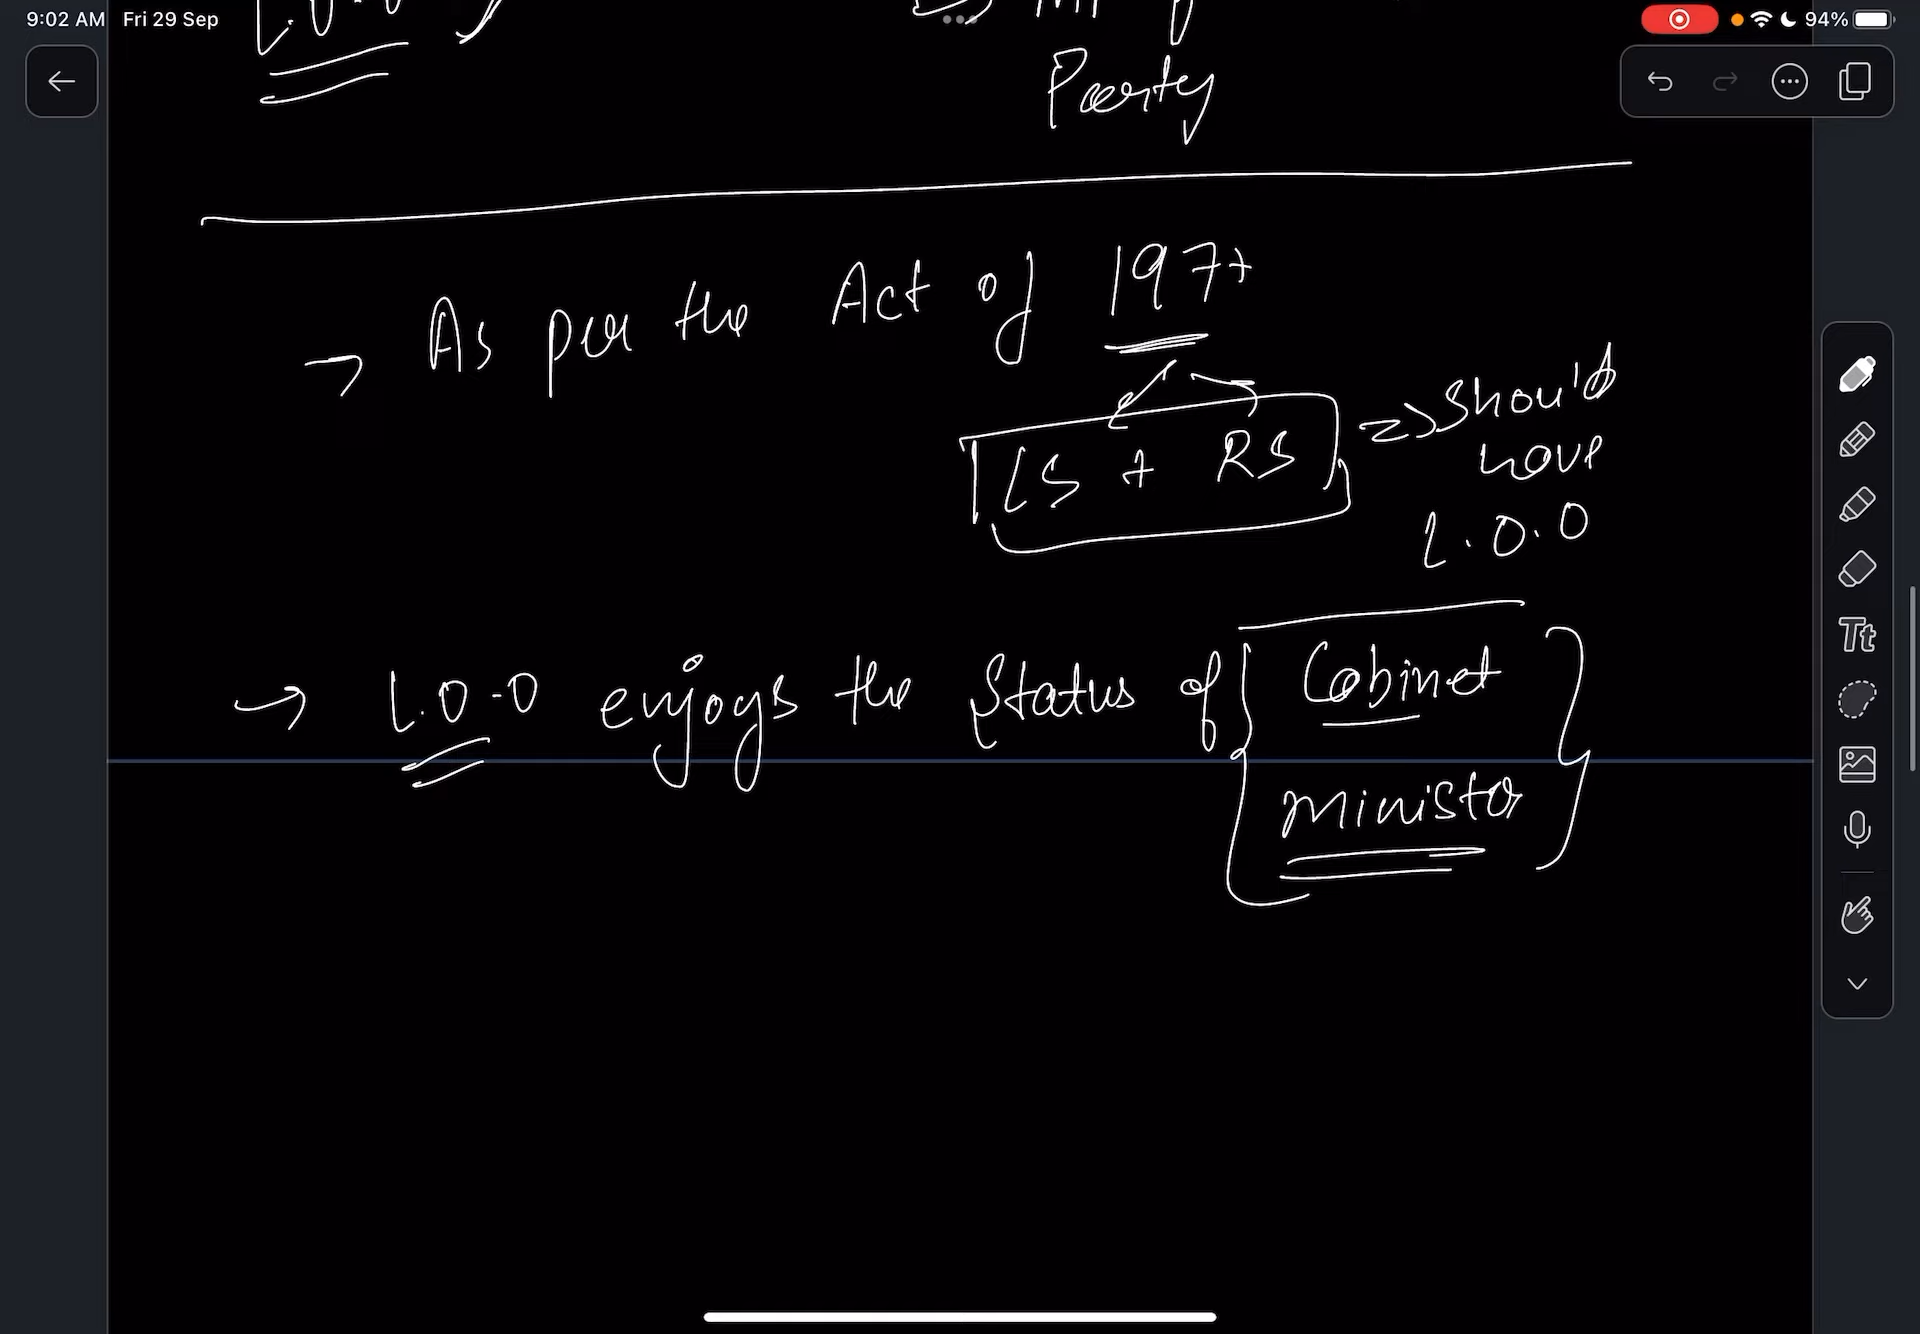 9:02 AM Fri 29 Sep 94%
L.O.O
Party
→ As per the Act of 1977
LS + RS => Should
have
L.O.O
→ L.O.O enjoys the Status of Cabinet
minister
Tt